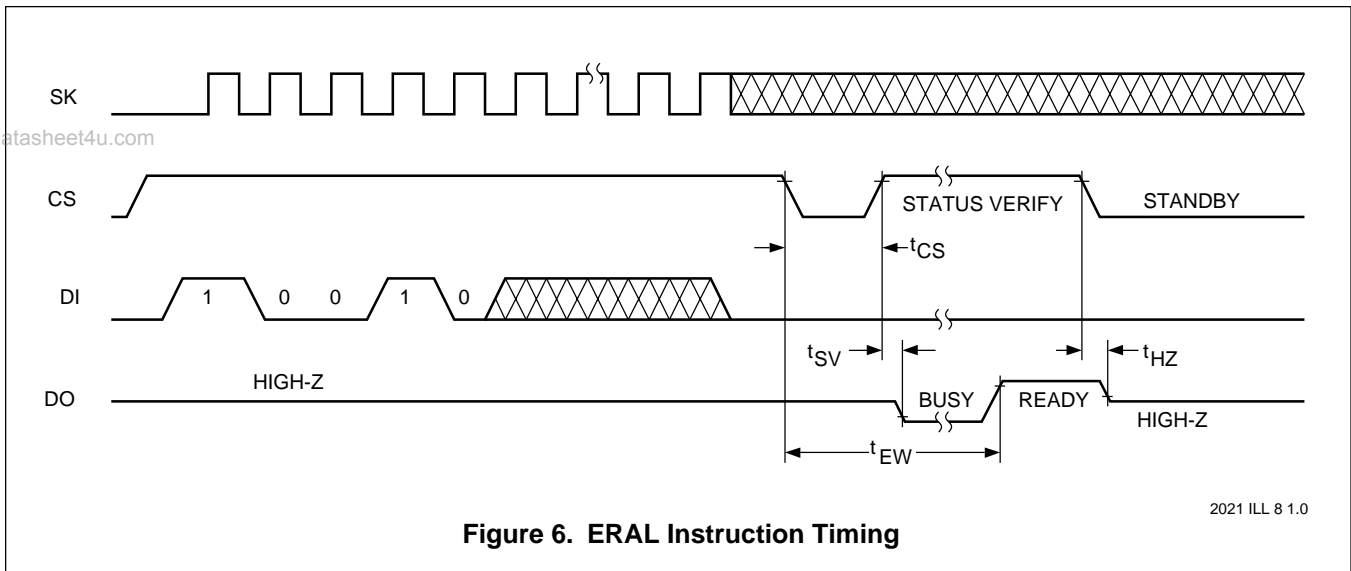 SK
atasheet4u.com
CS
STATUS VERIFY
STANDBY
tCS
DI
1 0 0 1 0
tSV
tHZ
HIGH-Z
DO
BUSY
READY
HIGH-Z
tEW
2021 ILL 8 1.0
Figure 6. ERAL Instruction Timing